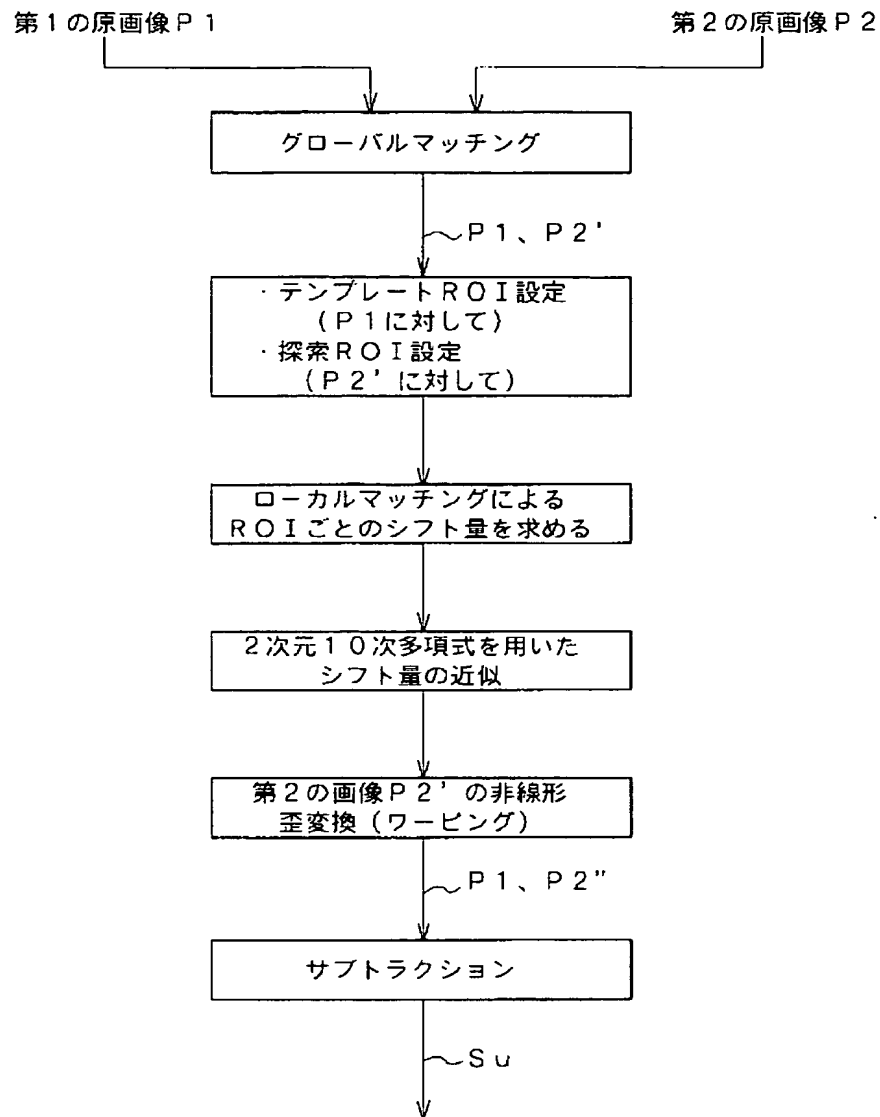 第1の原画像P1
第2の原画像P2
グローバルマッチング
P1、P2'
・テンプレートROI設定
(P1に対して)
・探索ROI設定
(P2'に対して)
ローカルマッチングによる
ROIごとのシフト量を求める
2次元10次多項式を用いた
シフト量の近似
第2の画像P2'の非線形
歪変換(ワーピング)
P1、P2"
サブトラクション
Su